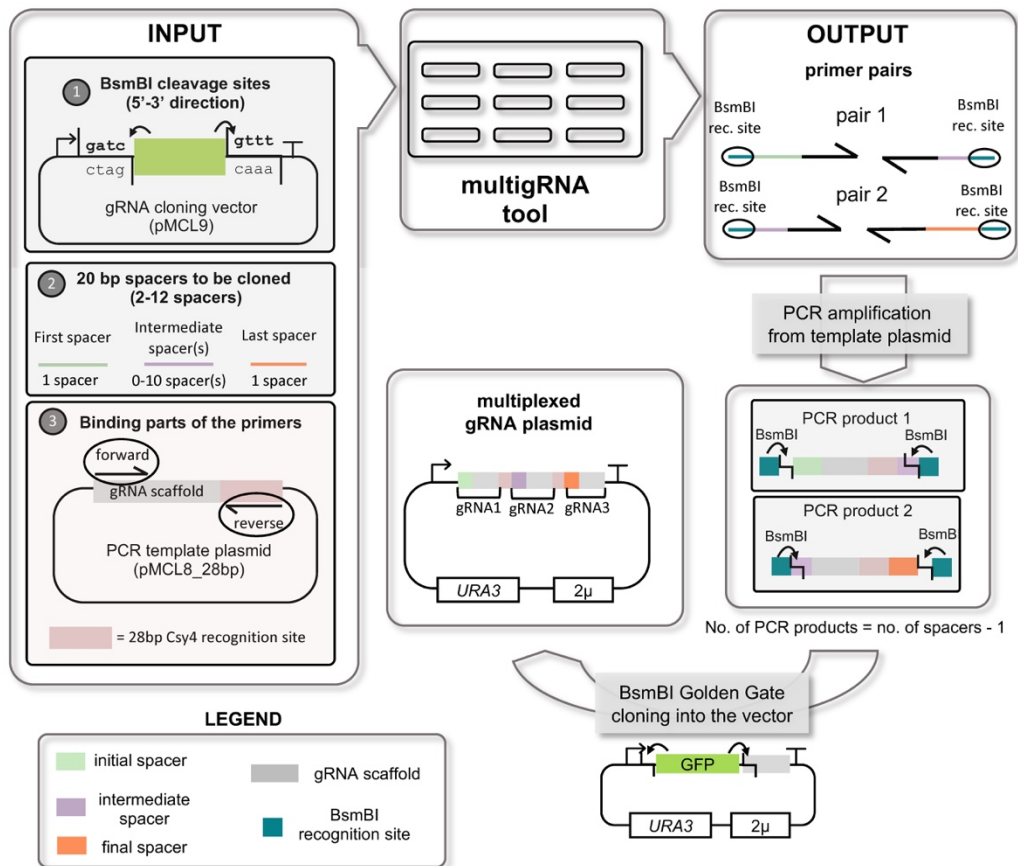 INPUT
1
BsmBI cleavage sites
(5'-3' direction)
gatc
gttt
ctag
caaa
gRNA cloning vector
(pMCL9)
2
20 bp spacers to be cloned
(2-12 spacers)
First spacer
Intermediate
spacer(s)
Last spacer
1 spacer
0-10 spacer(s)
1 spacer
3
Binding parts of the primers
forward
gRNA scaffold
reverse
PCR template plasmid
(pMCL8_28bp)
= 28bp Csy4 recognition site
multigRNA
tool
OUTPUT
primer pairs
BsmBI
rec. site
pair 1
BsmBI
rec. site
BsmBI
rec. site
pair 2
BsmBI
rec. site
PCR amplification
from template plasmid
PCR product 1
BsmBI
BsmBI
PCR product 2
BsmBI
BsmB
No. of PCR products = no. of spacers - 1
multiplexed
gRNA plasmid
gRNA1
gRNA2
gRNA3
URA3
2µ
BsmBI Golden Gate
cloning into the vector
GFP
URA3
2µ
LEGEND
initial spacer
intermediate
spacer
final spacer
gRNA scaffold
BsmBI
recognition site